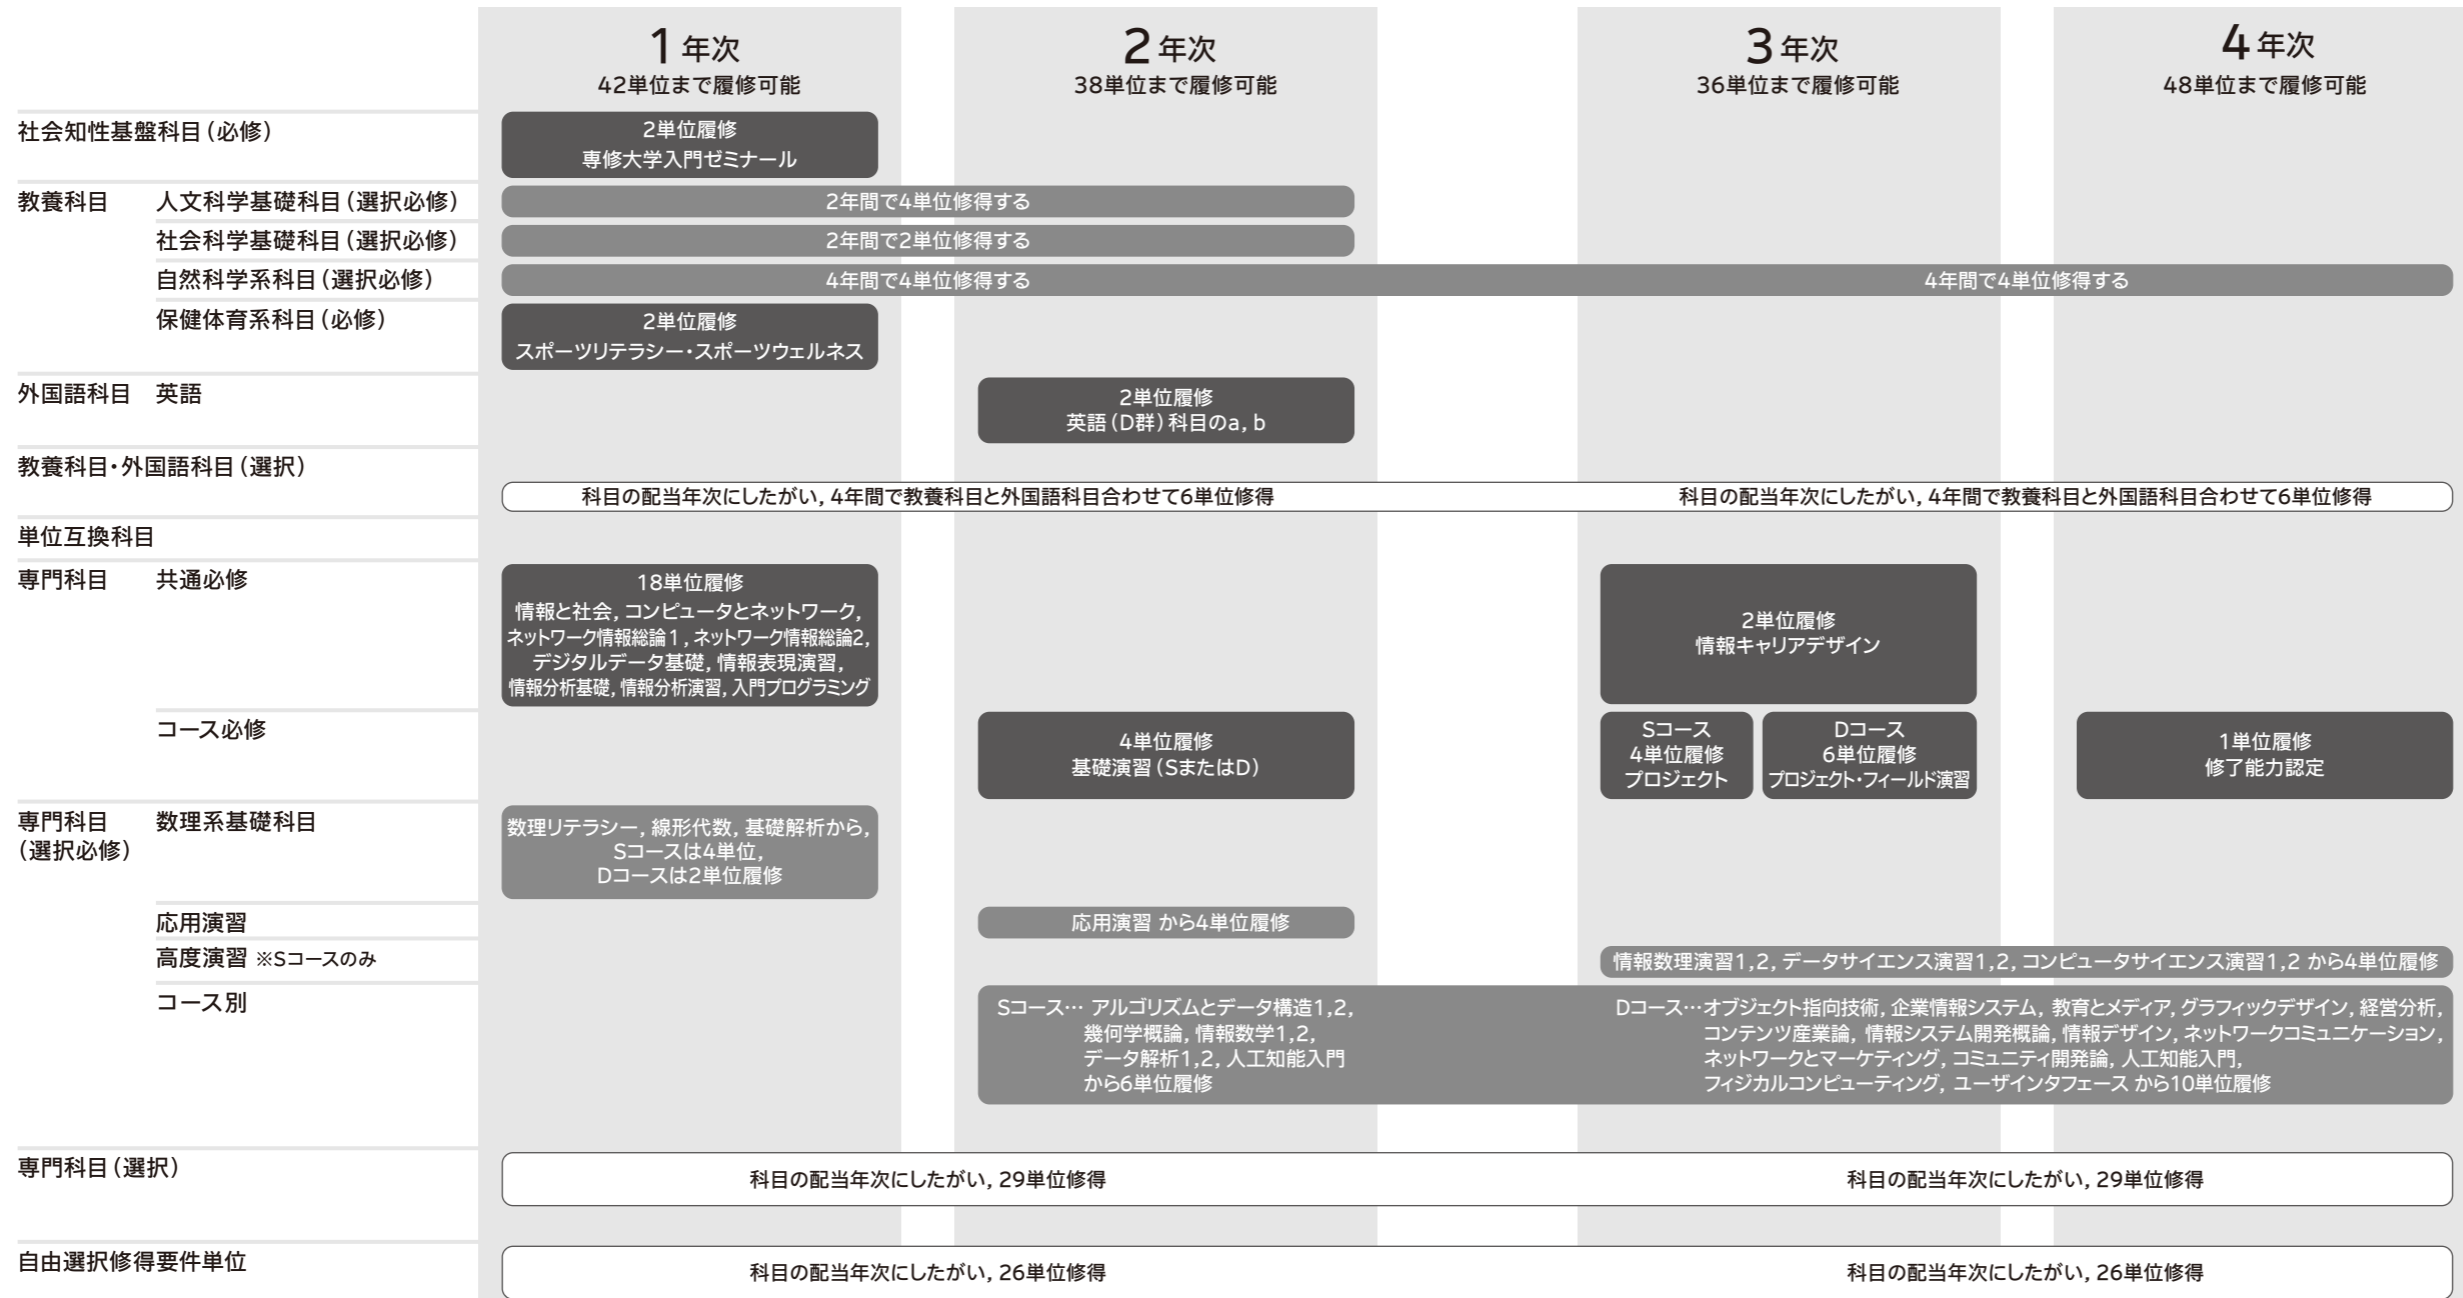 1 年次
42単位まで履修可能
2 年次
38単位まで履修可能
3 年次
36単位まで履修可能
4 年次
48単位まで履修可能
社会知性基盤科目(必修)
2単位履修
専修大学入門ゼミナール
教養科目 人文科学基礎科目(選択必修)
2年間で4単位修得する
社会科学基礎科目(選択必修)
2年間で2単位修得する
自然科学系科目(選択必修)
4年間で4単位修得する
4年間で4単位修得する
保健体育系科目(必修)
2単位履修
スポーツリテラシー・スポーツウェルネス
外国語科目 英語
2単位履修
英語(D群)科目のa, b
教養科目・外国語科目(選択)
科目の配当年次にしたがい, 4年間で教養科目と外国語科目合わせて6単位修得
科目の配当年次にしたがい, 4年間で教養科目と外国語科目合わせて6単位修得
単位互換科目
専門科目 共通必修
18単位履修
情報と社会, コンピュータとネットワーク,
ネットワーク情報総論1, ネットワーク情報総論2,
デジタルデータ基礎, 情報表現演習,
情報分析基礎, 情報分析演習, 入門プログラミング
2単位履修
情報キャリアデザイン
コース必修
4単位履修
基礎演習(SまたはD)
Sコース
4単位履修
プロジェクト
Dコース
6単位履修
プロジェクト・フィールド演習
1単位履修
修了能力認定
専門科目 数理系基礎科目
(選択必修)
数理リテラシー, 線形代数, 基礎解析から,
Sコースは4単位,
Dコースは2単位履修
応用演習
応用演習 から4単位履修
高度演習 ※Sコースのみ
情報数理演習1,2, データサイエンス演習1,2, コンピュータサイエンス演習1,2 から4単位履修
コース別
Sコース… アルゴリズムとデータ構造1,2,
幾何学概論, 情報数学1,2,
データ解析1,2, 人工知能入門
から6単位履修
Dコース…オブジェクト指向技術, 企業情報システム, 教育とメディア, グラフィックデザイン, 経営分析,
コンテンツ産業論, 情報システム開発概論, 情報デザイン, ネットワークコミュニケーション,
ネットワークとマーケティング, コミュニティ開発論, 人工知能入門,
フィジカルコンピューティング, ユーザインタフェース から10単位履修
専門科目(選択)
科目の配当年次にしたがい, 29単位修得
科目の配当年次にしたがい, 29単位修得
自由選択修得要件単位
科目の配当年次にしたがい, 26単位修得
科目の配当年次にしたがい, 26単位修得